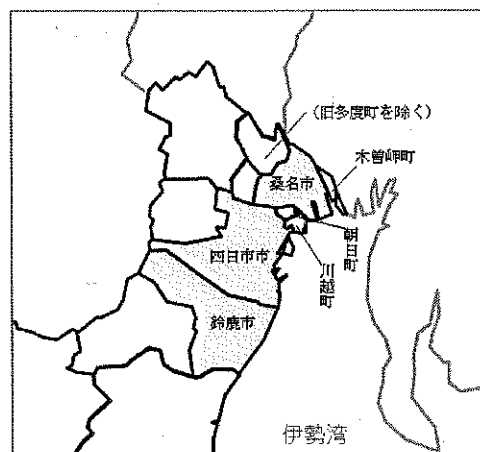 (旧多度町を除く)
木曽岬町
桑名市
朝日町
四日市市
川越町
鈴鹿市
伊勢湾